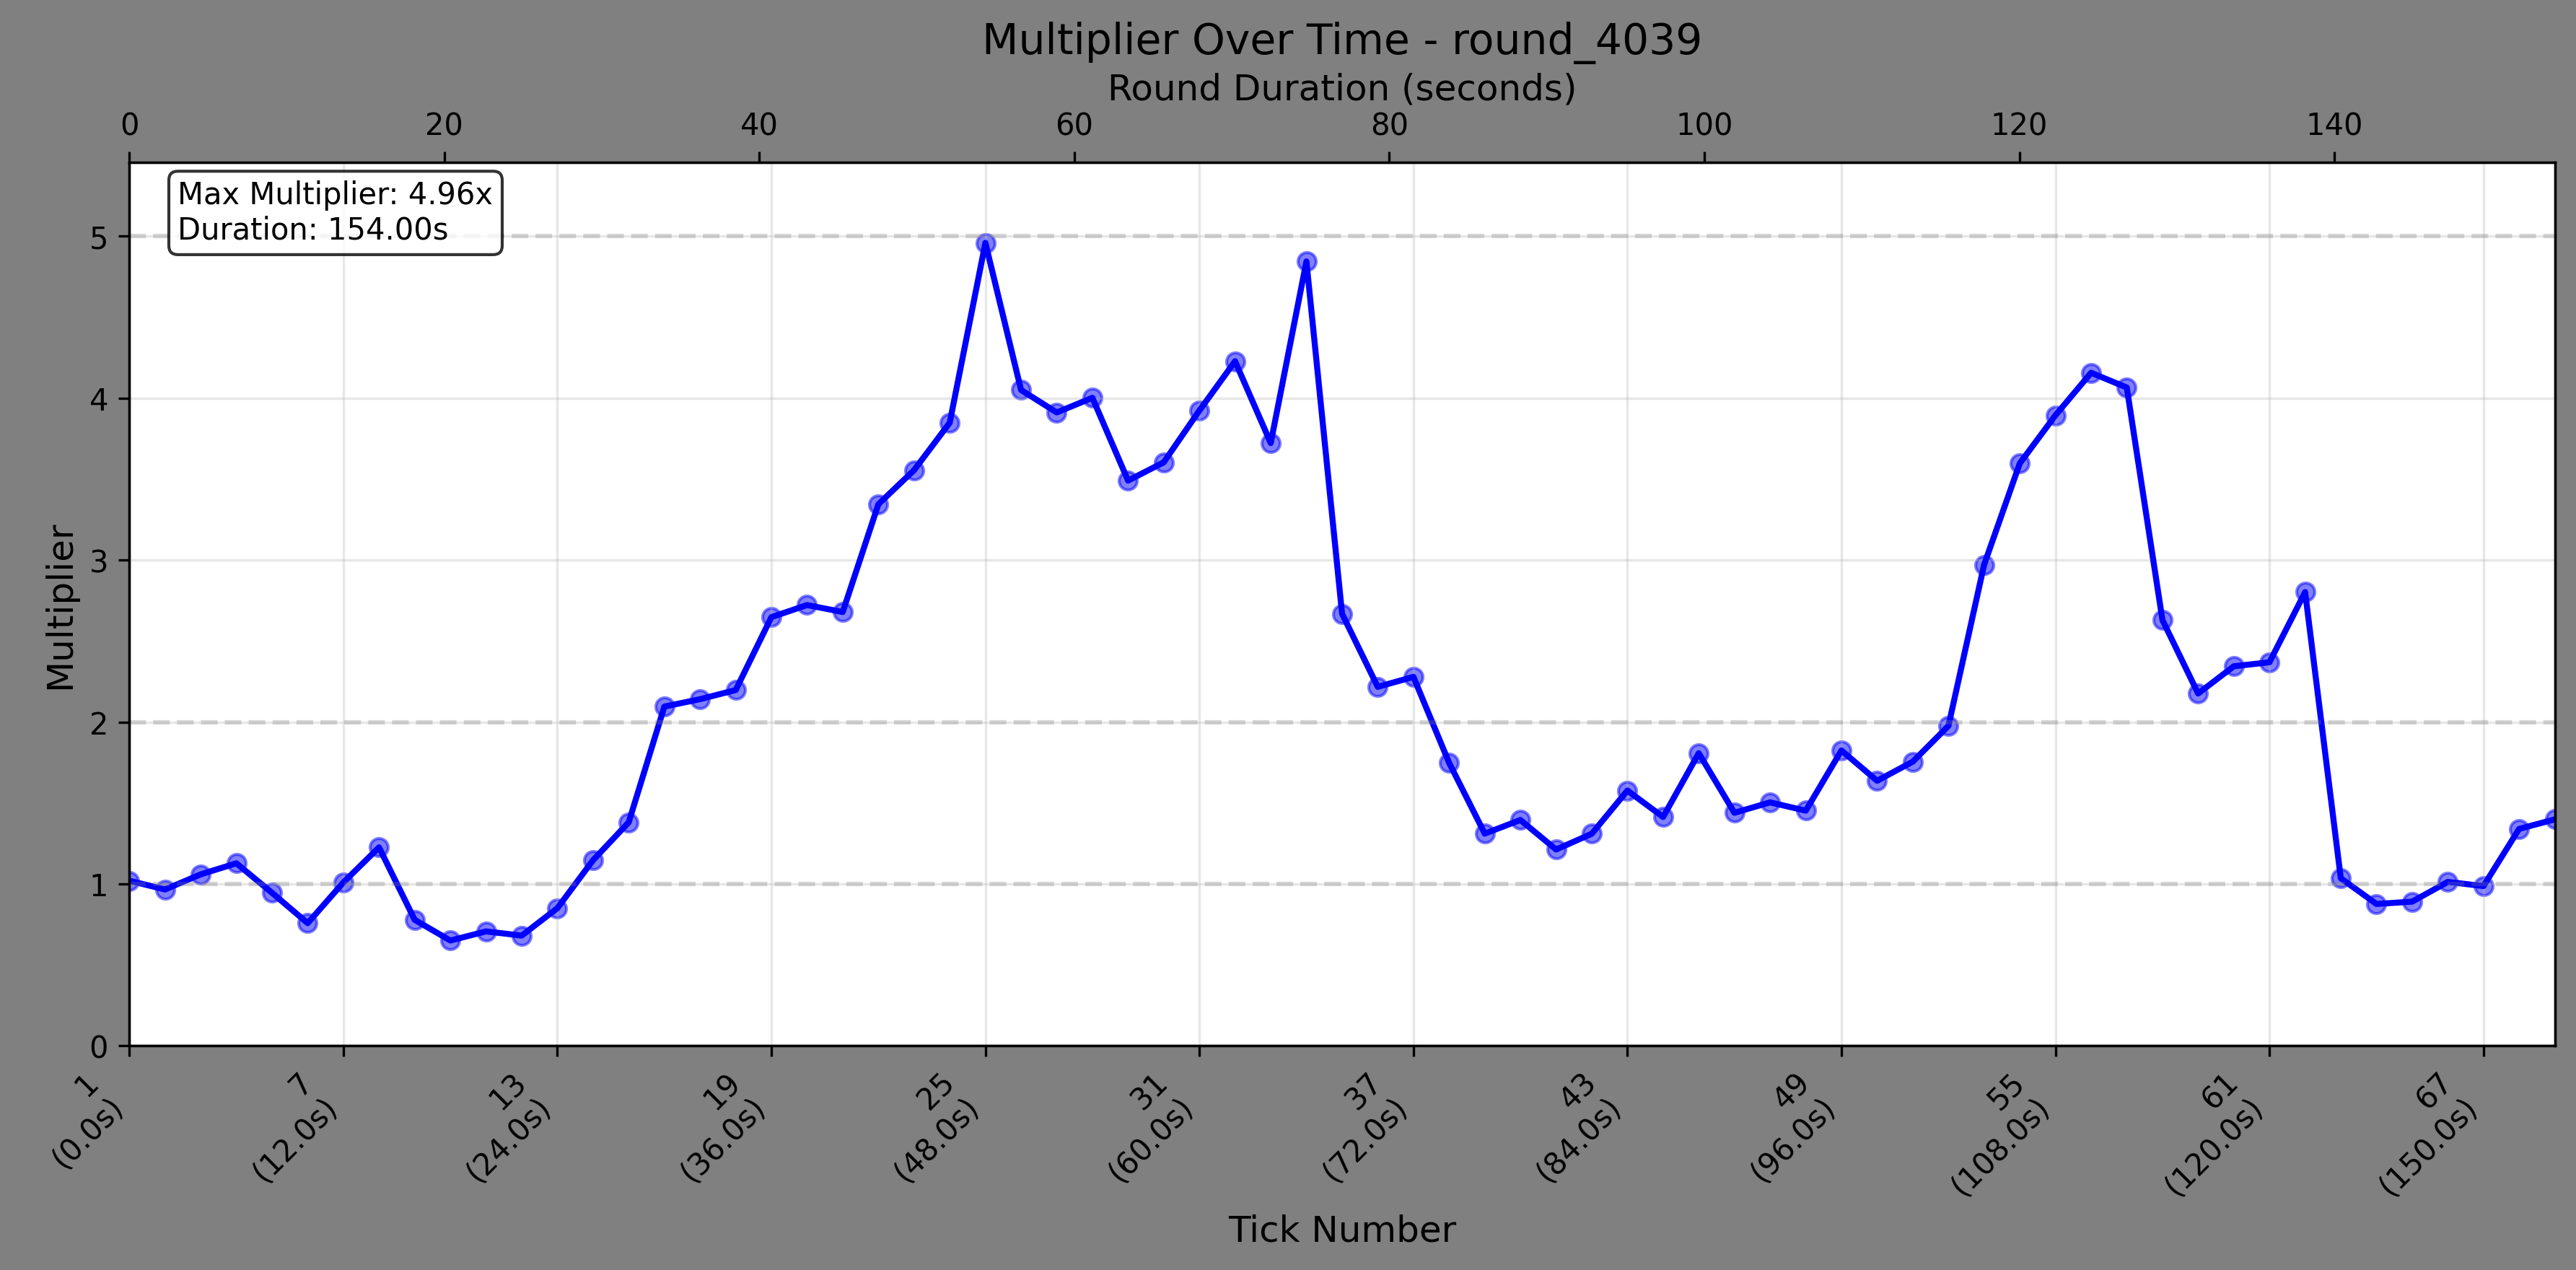 Multiplier Over Time - round_4039
Round Duration (seconds)
0 20 40 60 80 100 120 140
Max Multiplier: 4.96x
Duration: 154.00s
5
4
3
2
1
0
Multiplier
1
(0.0s)
7
(12.0s)
13
(24.0s)
19
(36.0s)
25
(48.0s)
31
(60.0s)
37
(72.0s)
43
(84.0s)
49
(96.0s)
55
(108.0s)
61
(120.0s)
67
(150.0s)
Tick Number